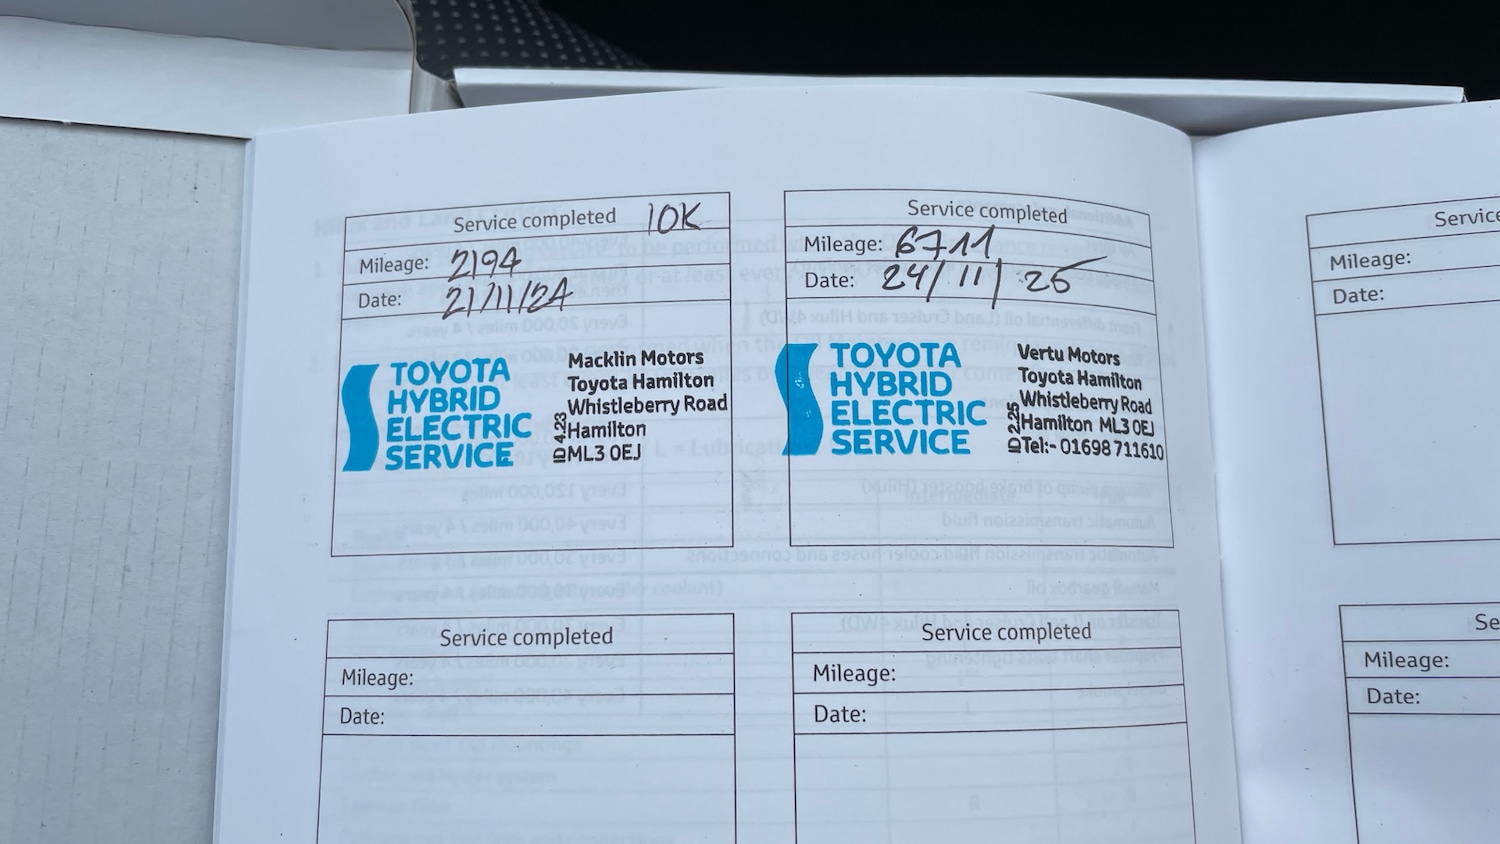 Service completed 10K
Mileage: 2194
Date: 21/11/24
TOYOTA
HYBRID
ELECTRIC
SERVICE
ID 4.23
Macklin Motors
Toyota Hamilton
Whistleberry Road
Hamilton
ML3 0EJ
Service completed
Mileage: 6711
Date: 24/11/25
TOYOTA
HYBRID
ELECTRIC
SERVICE
ID 2.25
Vertu Motors
Toyota Hamilton
Whistleberry Road
Hamilton ML3 0EJ
Tel:- 01698 711610
Service completed
Mileage:
Date:
Service completed
Mileage:
Date:
Service
Mileage:
Date:
Se
Mileage:
Date: